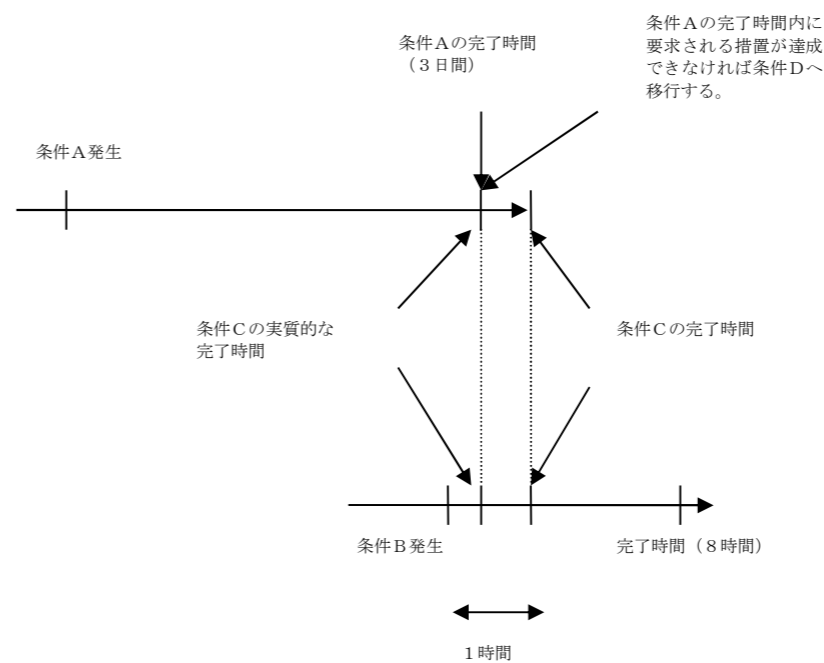 条件Ａの完了時間内に
要求される措置が達成
できなければ条件Ｄへ
移行する。
条件Ａの完了時間
（３日間）
条件Ａ発生
条件Ｃの実質的な
完了時間
条件Ｃの完了時間
条件Ｂ発生
完了時間（８時間）
１時間